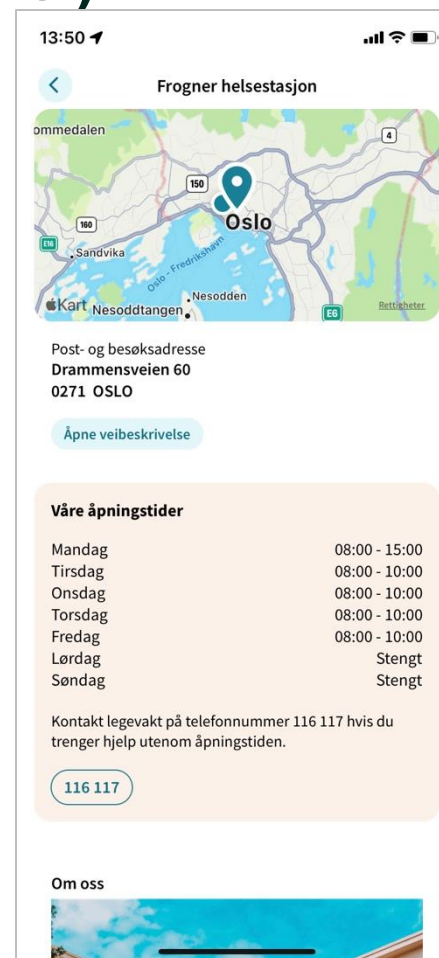 13:50
Frogner helsestasjon
ommedalen
4
150
Oslo
160
E16
Sandvika
Oslo - Fredrikshavn
Nesodden
Kart
Nesoddtangen
E6
Rettigheter
Post- og besøksadresse
Drammensveien 60
0271 OSLO
Åpne veibeskrivelse
Våre åpningstider
Mandag 08:00 - 15:00
Tirsdag 08:00 - 10:00
Onsdag 08:00 - 10:00
Torsdag 08:00 - 10:00
Fredag 08:00 - 10:00
Lørdag Stengt
Søndag Stengt
Kontakt legevakt på telefonnummer 116 117 hvis du
trenger hjelp utenom åpningstiden.
116 117
Om oss